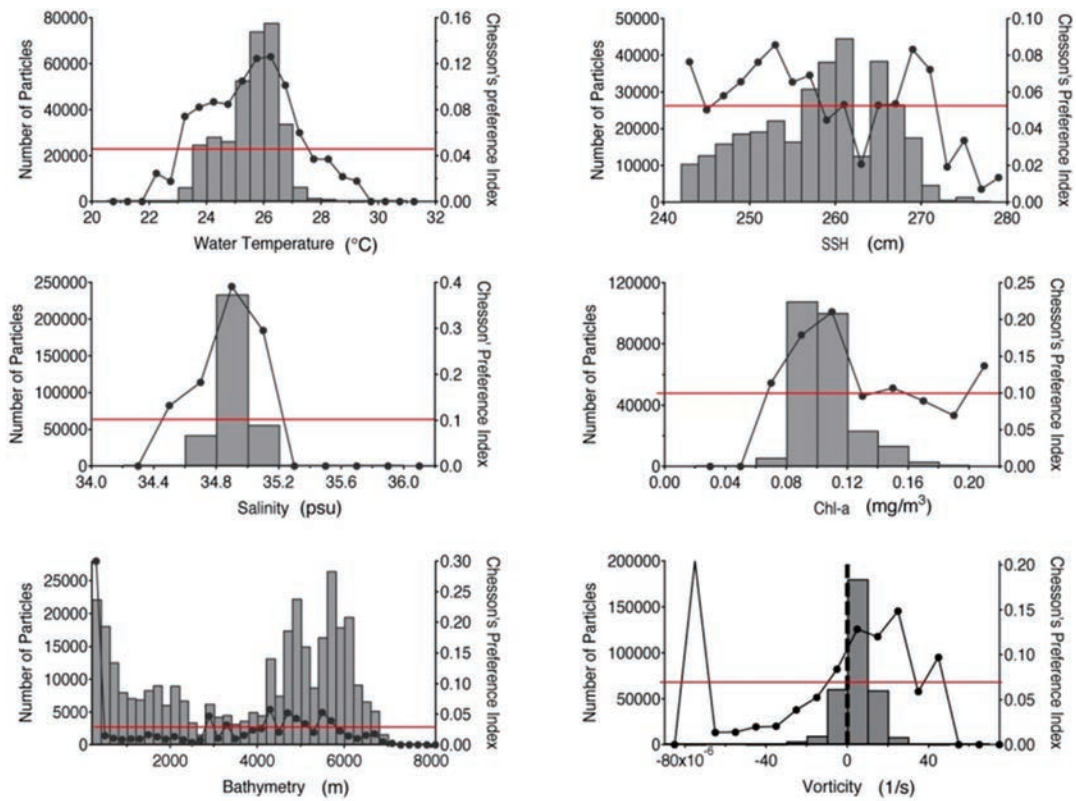 80000
60000
40000
20000
0
Number of Particles
0.16
0.12
0.08
0.04
0.00
Chesson's preference Index
20 22 24 26 28 30 32
Water Temperature (°C)
50000
40000
30000
20000
10000
0
Number of Particles
0.10
0.08
0.06
0.04
0.02
0.00
Chesson's Preference Index
240 250 260 270 280
SSH (cm)
250000
200000
150000
100000
50000
0
Number of Particles
0.4
0.3
0.2
0.1
0.0
Chesson' Preference Index
34.0 34.4 34.8 35.2 35.6 36.0
Salinity (psu)
120000
80000
40000
0
Number of Particles
0.25
0.20
0.15
0.10
0.05
0.00
Chesson's Preference Index
0.00 0.04 0.08 0.12 0.16 0.20
Chl-a (mg/m³)
25000
20000
15000
10000
5000
0
Number of Particles
0.30
0.20
0.15
0.10
0.05
0.00
Chesson's Preference Index
2000 4000 6000 8000
Bathymetry (m)
200000
150000
100000
50000
0
Number of Particles
0.20
0.15
0.10
0.05
0.00
Chesson's Preference Index
-80x10⁻⁶ -40 0 40
Vorticity (1/s)